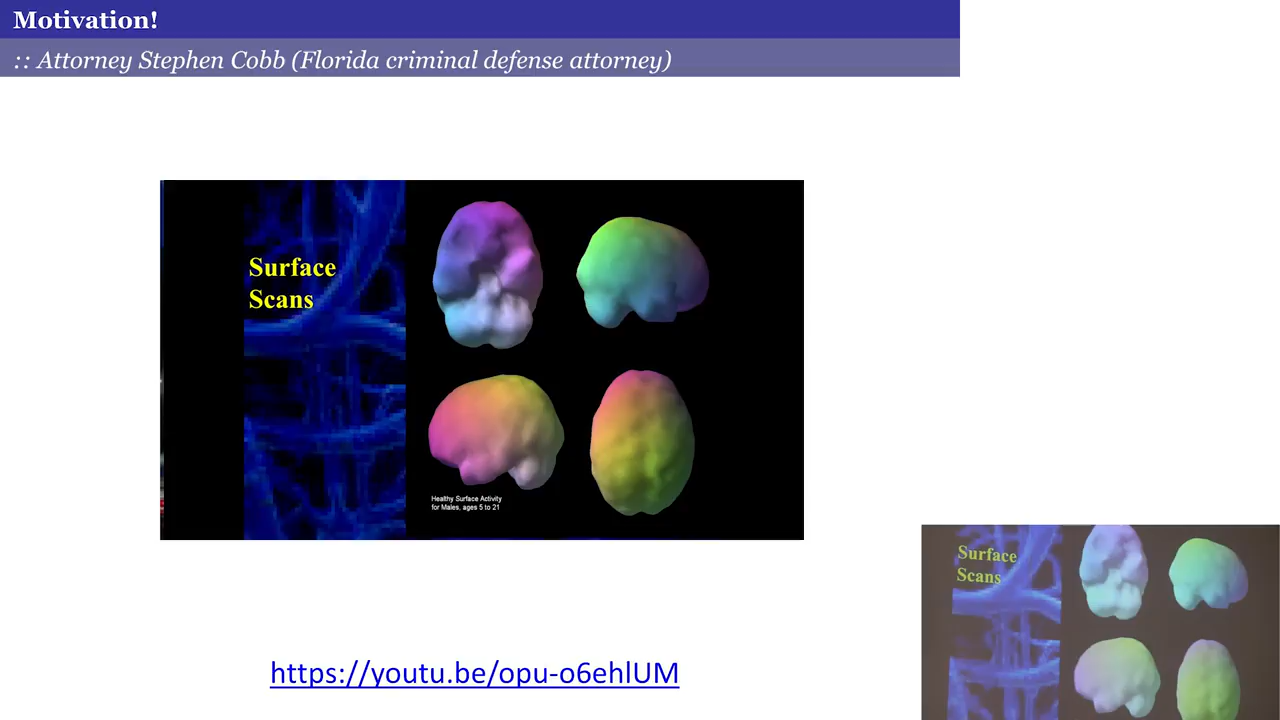 Motivation!
:: Attorney Stephen Cobb (Florida criminal defense attorney)
Surface
Scans
Healthy Surface Activity
for Males, ages 5 to 21
https://youtu.be/opu-o6ehlUM
Surface
Scans